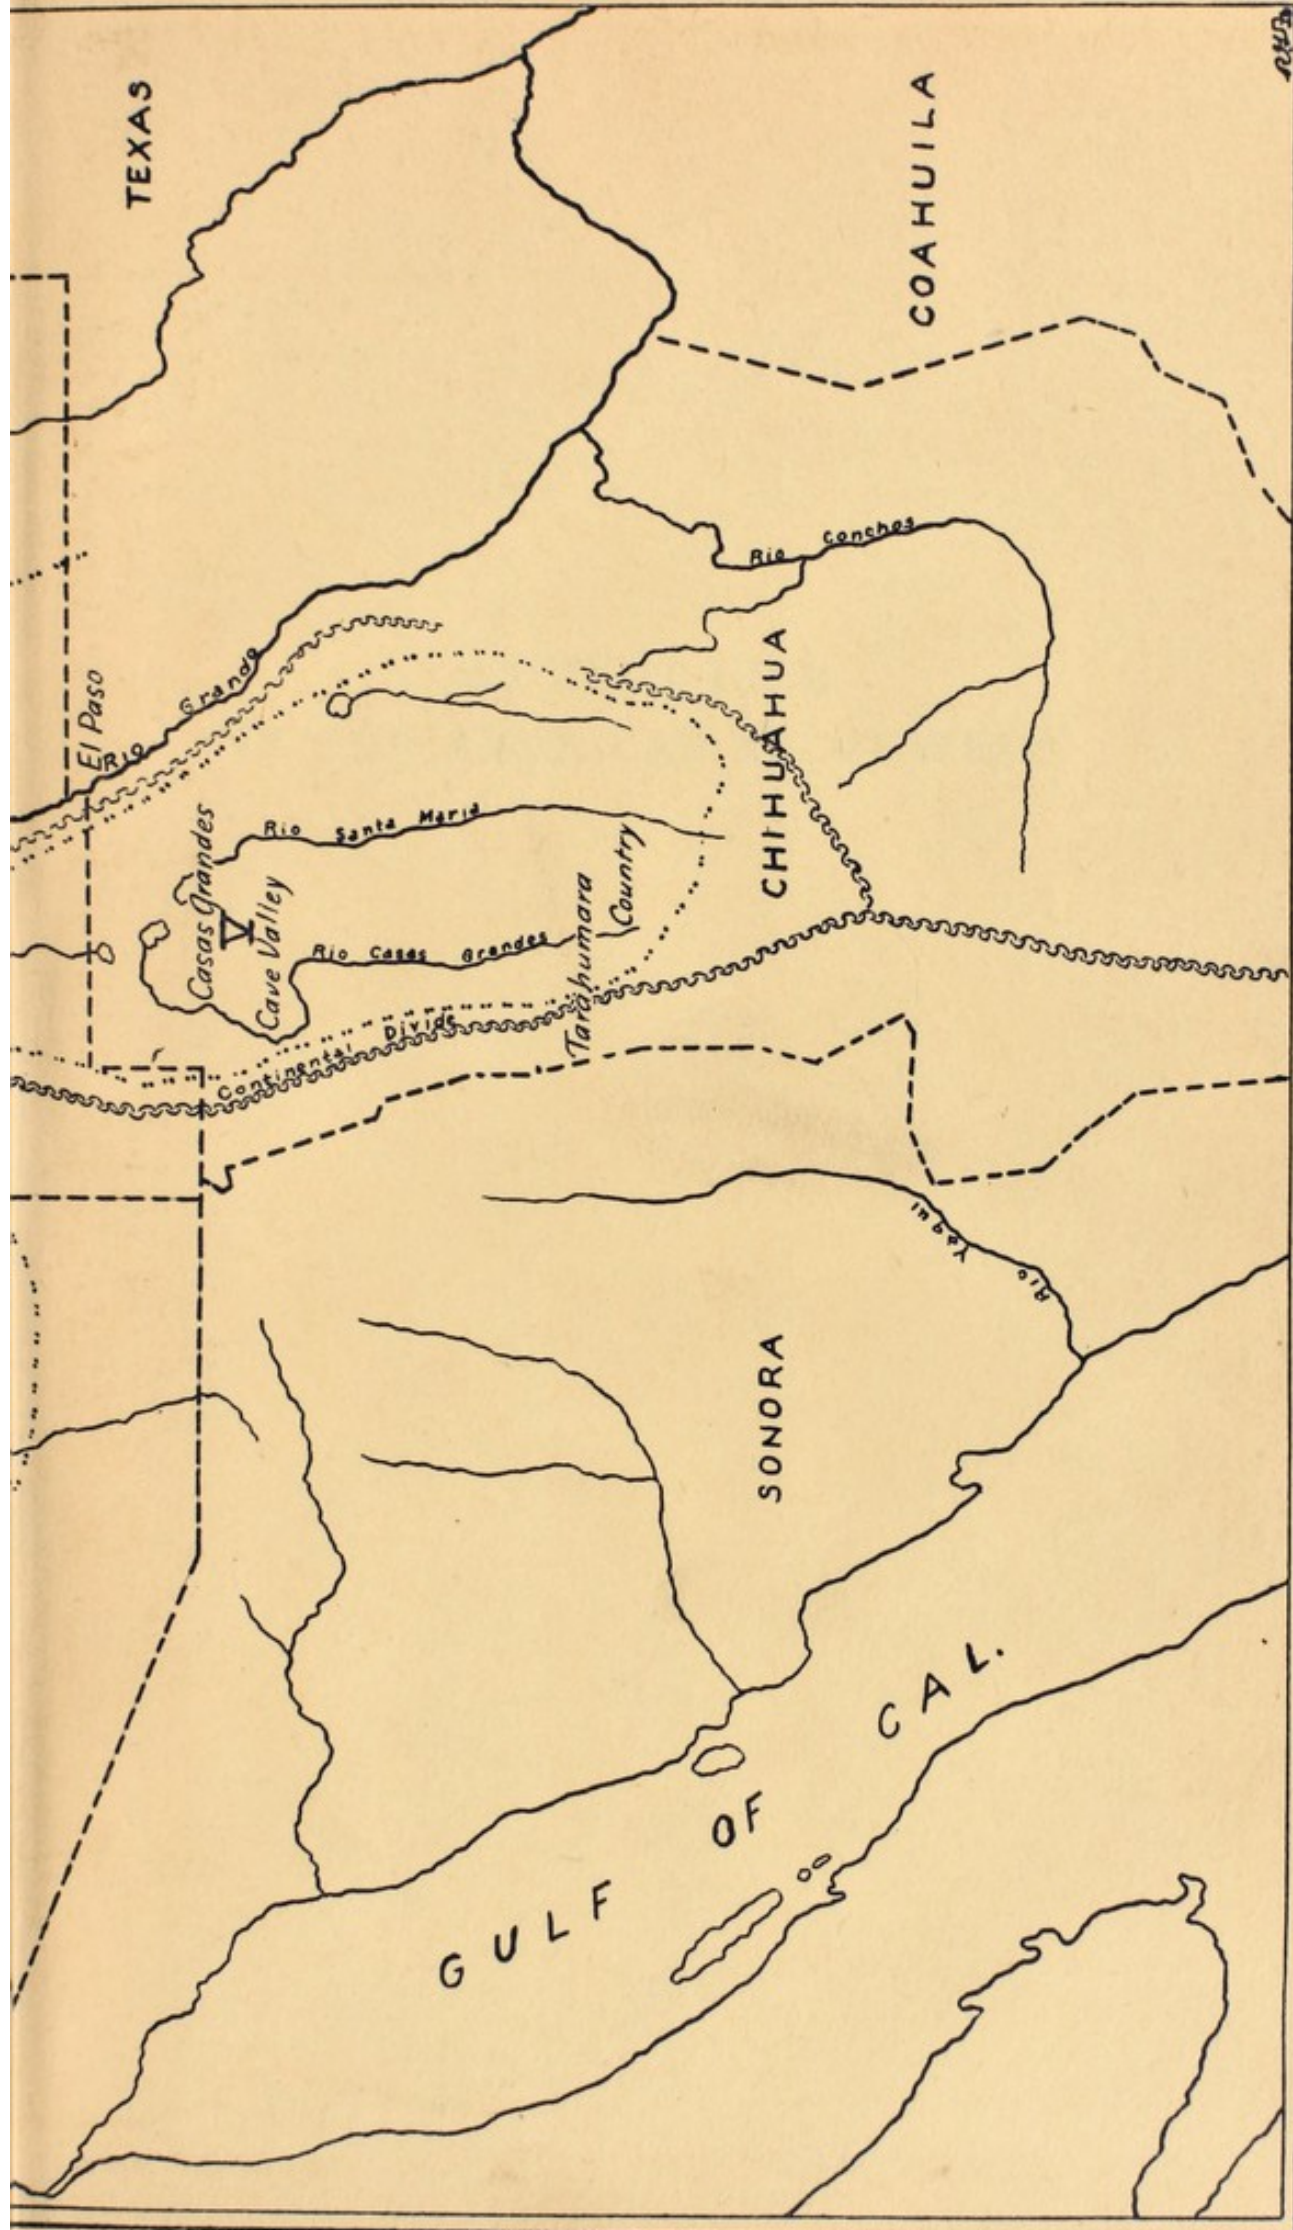 TEXAS
El Paso
RIO Grande
Casas Grandes
V
Cave Valley
Rio Santa Maria
Rio Casas Grandes
Continental Divide
Tarahumara
Country
CHIHUAHUA
Rio Conchos
COAHUILA
Rio Yaqui
SONORA
GULF OF CAL.